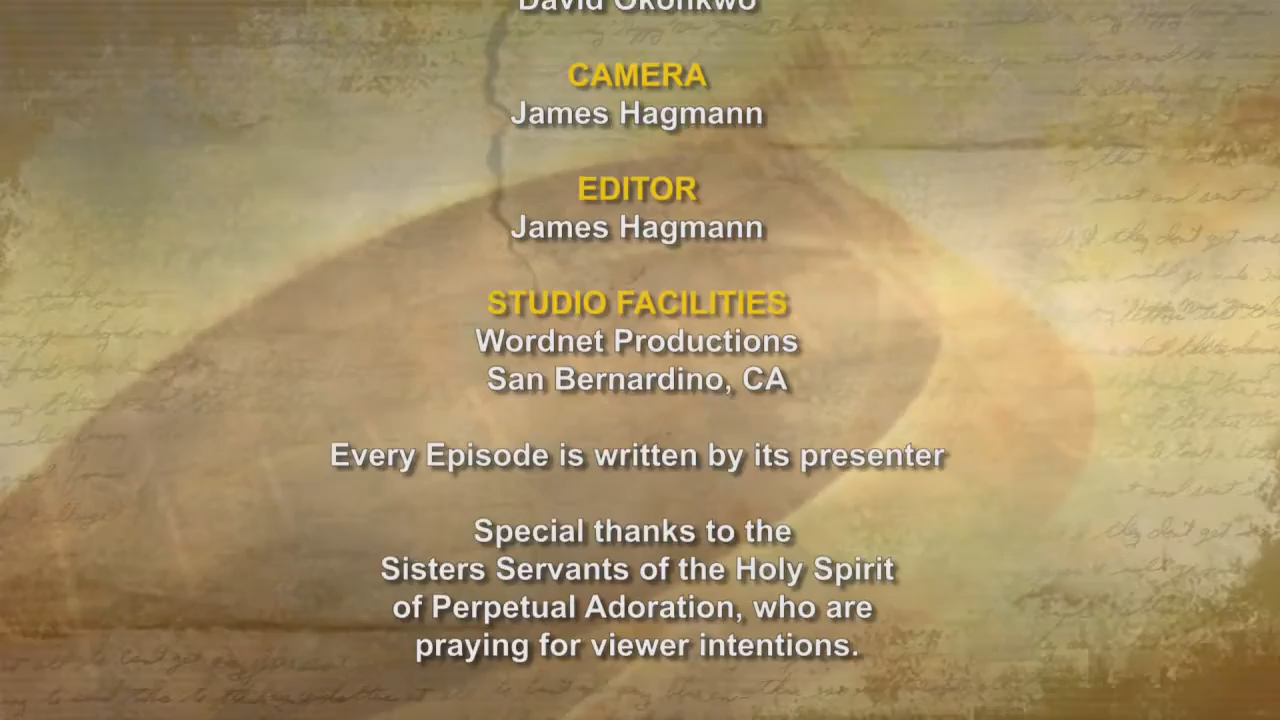 David Okonkwo
CAMERA
James Hagmann
EDITOR
James Hagmann
STUDIO FACILITIES
Wordnet Productions
San Bernardino, CA
Every Episode is written by its presenter
Special thanks to the
Sisters Servants of the Holy Spirit
of Perpetual Adoration, who are
praying for viewer intentions.